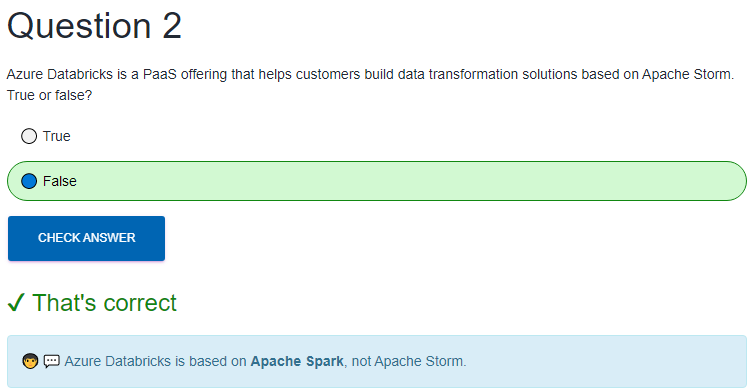 Question 2
Azure Databricks is a PaaS offering that helps customers build data transformation solutions based on Apache Storm.
True or false?
True
False
CHECK ANSWER
✓ That's correct
🧒 💬 Azure Databricks is based on Apache Spark, not Apache Storm.